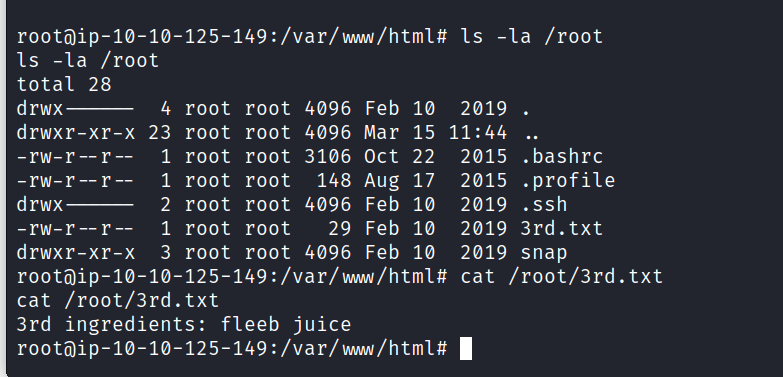 root@ip-10-10-125-149:/var/www/html# ls -la /root
ls -la /root
total 28
drwx------  4 root root 4096 Feb 10  2019 .
drwxr-xr-x 23 root root 4096 Mar 15 11:44 ..
-rw-r--r--  1 root root 3106 Oct 22  2015 .bashrc
-rw-r--r--  1 root root  148 Aug 17  2015 .profile
drwx------  2 root root 4096 Feb 10  2019 .ssh
-rw-r--r--  1 root root   29 Feb 10  2019 3rd.txt
drwxr-xr-x  3 root root 4096 Feb 10  2019 snap
root@ip-10-10-125-149:/var/www/html# cat /root/3rd.txt
cat /root/3rd.txt
3rd ingredients: fleeb juice
root@ip-10-10-125-149:/var/www/html#